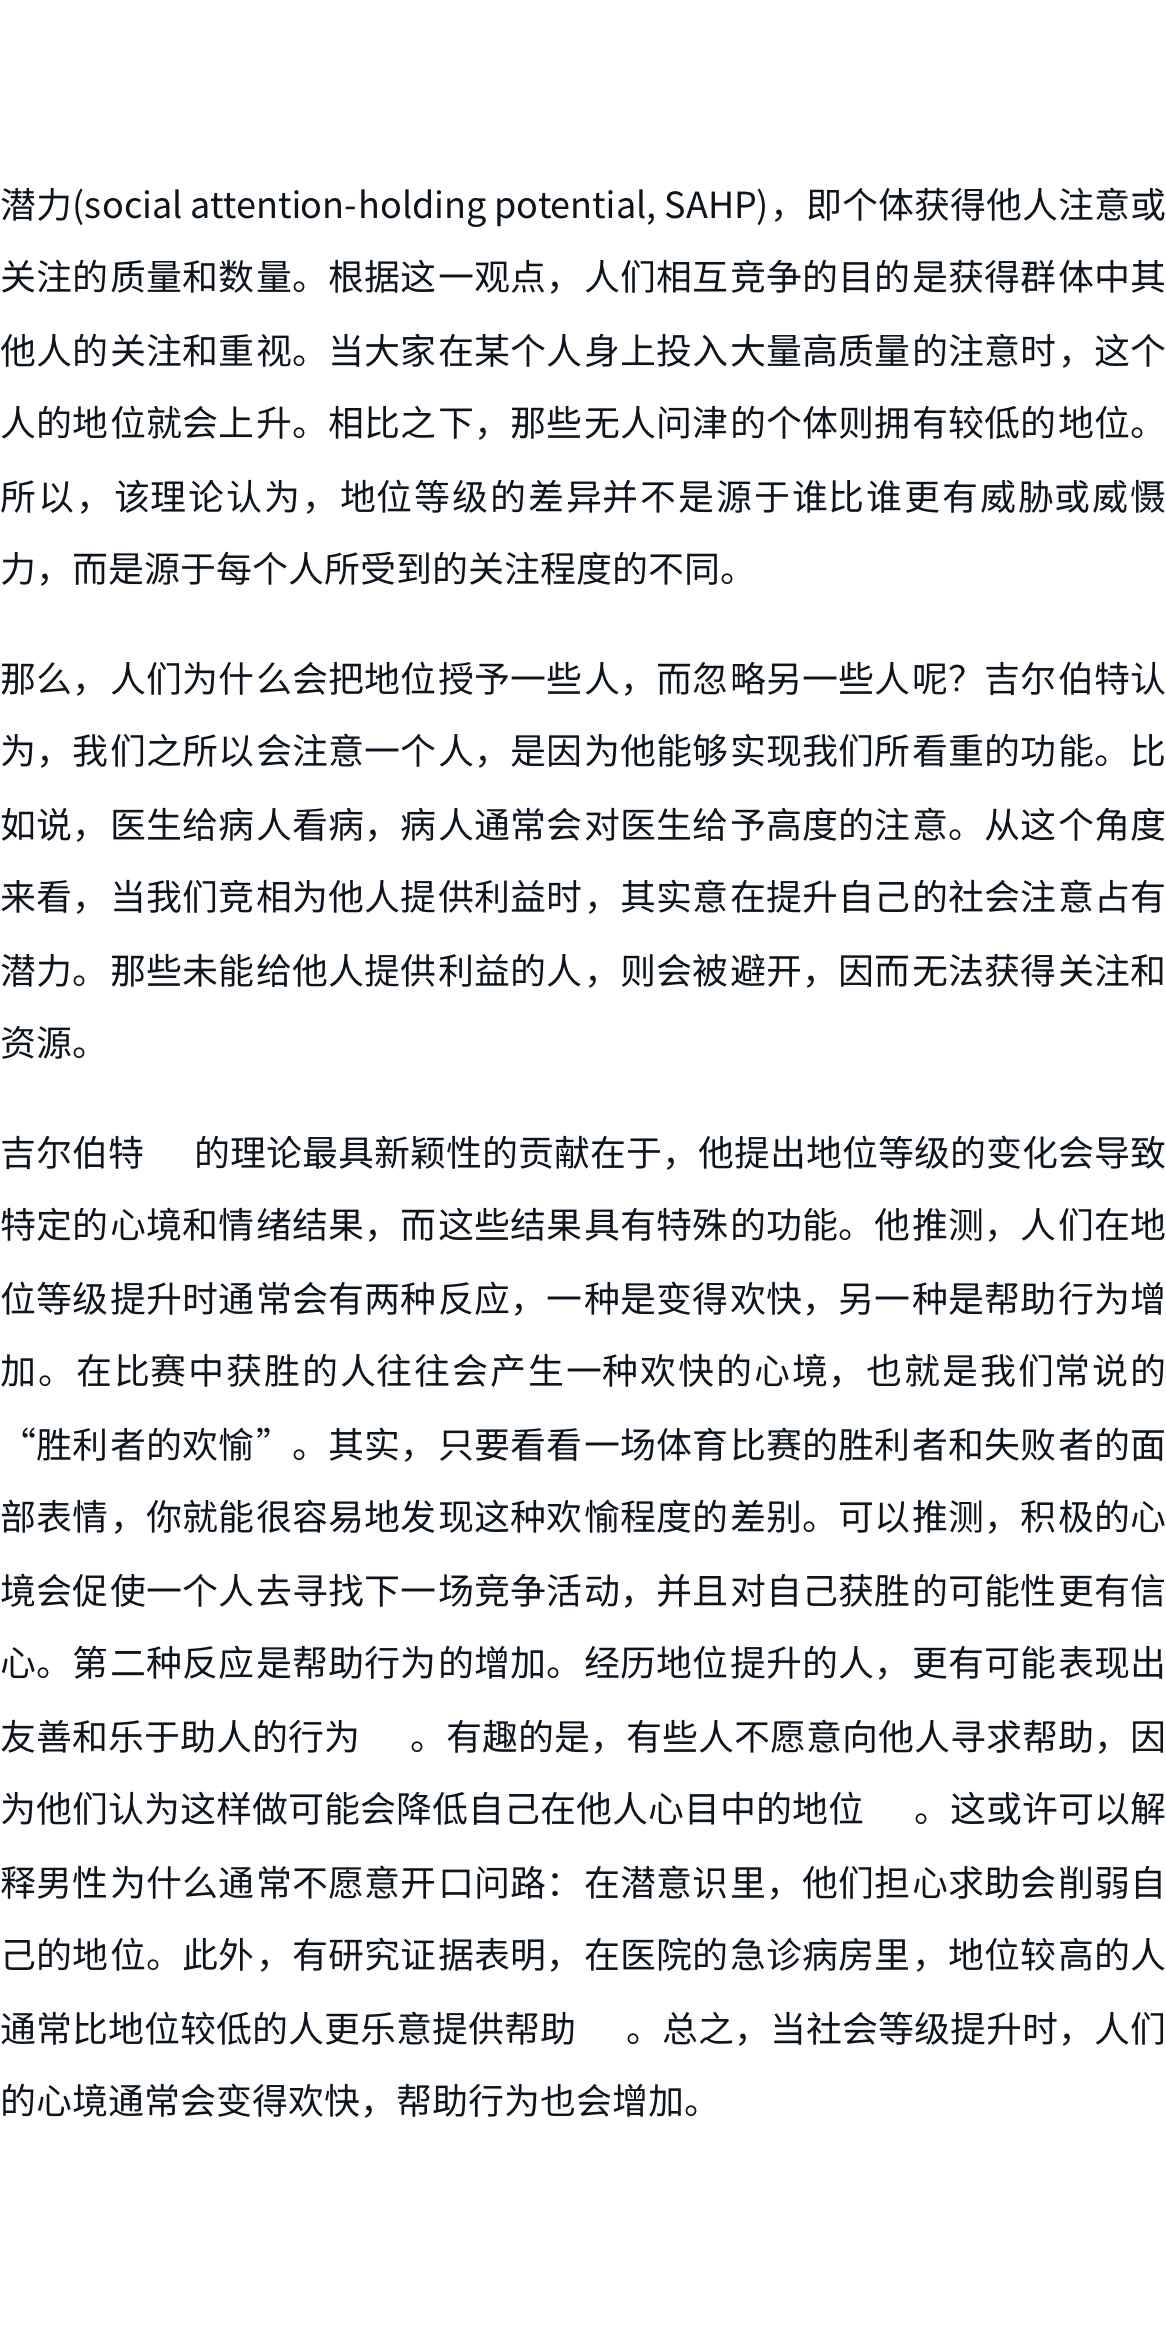 潜力(social attention-holding potential, SAHP)，即个体获得他人注意或
关注的质量和数量。根据这一观点，人们相互竞争的目的是获得群体中其
他人的关注和重视。当大家在某个人身上投入大量高质量的注意时，这个
人的地位就会上升。相比之下，那些无人问津的个体则拥有较低的地位。
所以，该理论认为，地位等级的差异并不是源于谁比谁更有威胁或威慑
力，而是源于每个人所受到的关注程度的不同。
那么，人们为什么会把地位授予一些人，而忽略另一些人呢？吉尔伯特认
为，我们之所以会注意一个人，是因为他能够实现我们所看重的功能。比
如说，医生给病人看病，病人通常会对医生给予高度的注意。从这个角度
来看，当我们竞相为他人提供利益时，其实意在提升自己的社会注意占有
潜力。那些未能给他人提供利益的人，则会被避开，因而无法获得关注和
资源。
吉尔伯特 的理论最具新颖性的贡献在于，他提出地位等级的变化会导致
特定的心境和情绪结果，而这些结果具有特殊的功能。他推测，人们在地
位等级提升时通常会有两种反应，一种是变得欢快，另一种是帮助行为增
加。在比赛中获胜的人往往会产生一种欢快的心境，也就是我们常说的
“胜利者的欢愉”。其实，只要看看一场体育比赛的胜利者和失败者的面
部表情，你就能很容易地发现这种欢愉程度的差别。可以推测，积极的心
境会促使一个人去寻找下一场竞争活动，并且对自己获胜的可能性更有信
心。第二种反应是帮助行为的增加。经历地位提升的人，更有可能表现出
友善和乐于助人的行为 。有趣的是，有些人不愿意向他人寻求帮助，因
为他们认为这样做可能会降低自己在他人心目中的地位 。这或许可以解
释男性为什么通常不愿意开口问路：在潜意识里，他们担心求助会削弱自
己的地位。此外，有研究证据表明，在医院的急诊病房里，地位较高的人
通常比地位较低的人更乐意提供帮助 。总之，当社会等级提升时，人们
的心境通常会变得欢快，帮助行为也会增加。